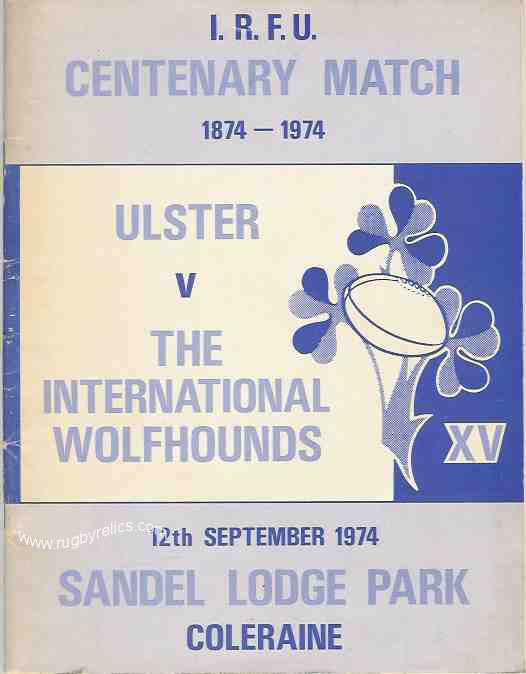 I. R. F. U.
CENTENARY MATCH
1874 — 1974
ULSTER
V
THE
INTERNATIONAL
WOLFHOUNDS
XV
www.rugbyrelics.com
12th SEPTEMBER 1974
SANDEL LODGE PARK
COLERAINE